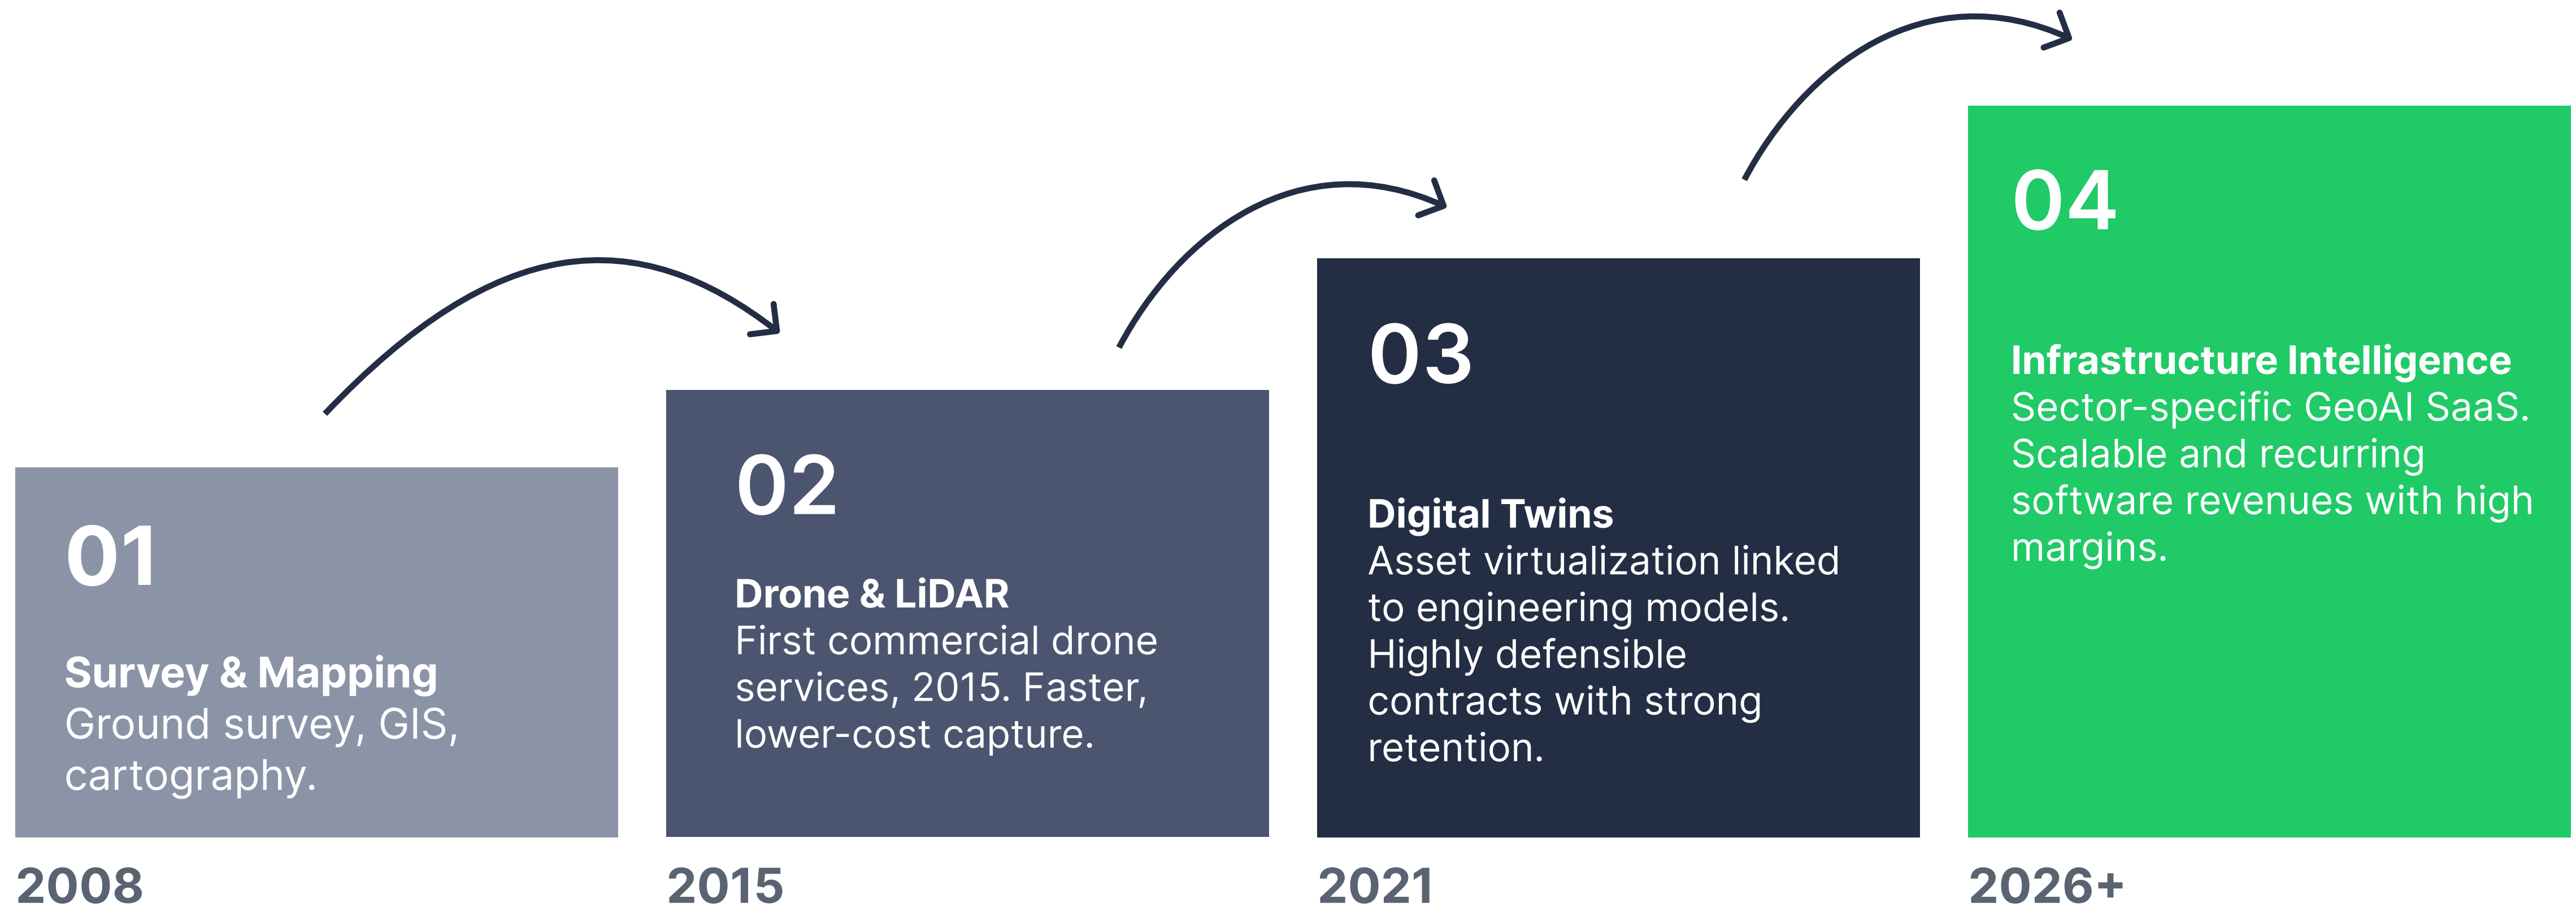 01
Survey & Mapping
Ground survey, GIS,
cartography.
2008
02
Drone & LiDAR
First commercial drone
services, 2015. Faster,
lower-cost capture.
2015
03
Digital Twins
Asset virtualization linked
to engineering models.
Highly defensible
contracts with strong
retention.
2021
04
Infrastructure Intelligence
Sector-specific GeoAI SaaS.
Scalable and recurring
software revenues with high
margins.
2026+